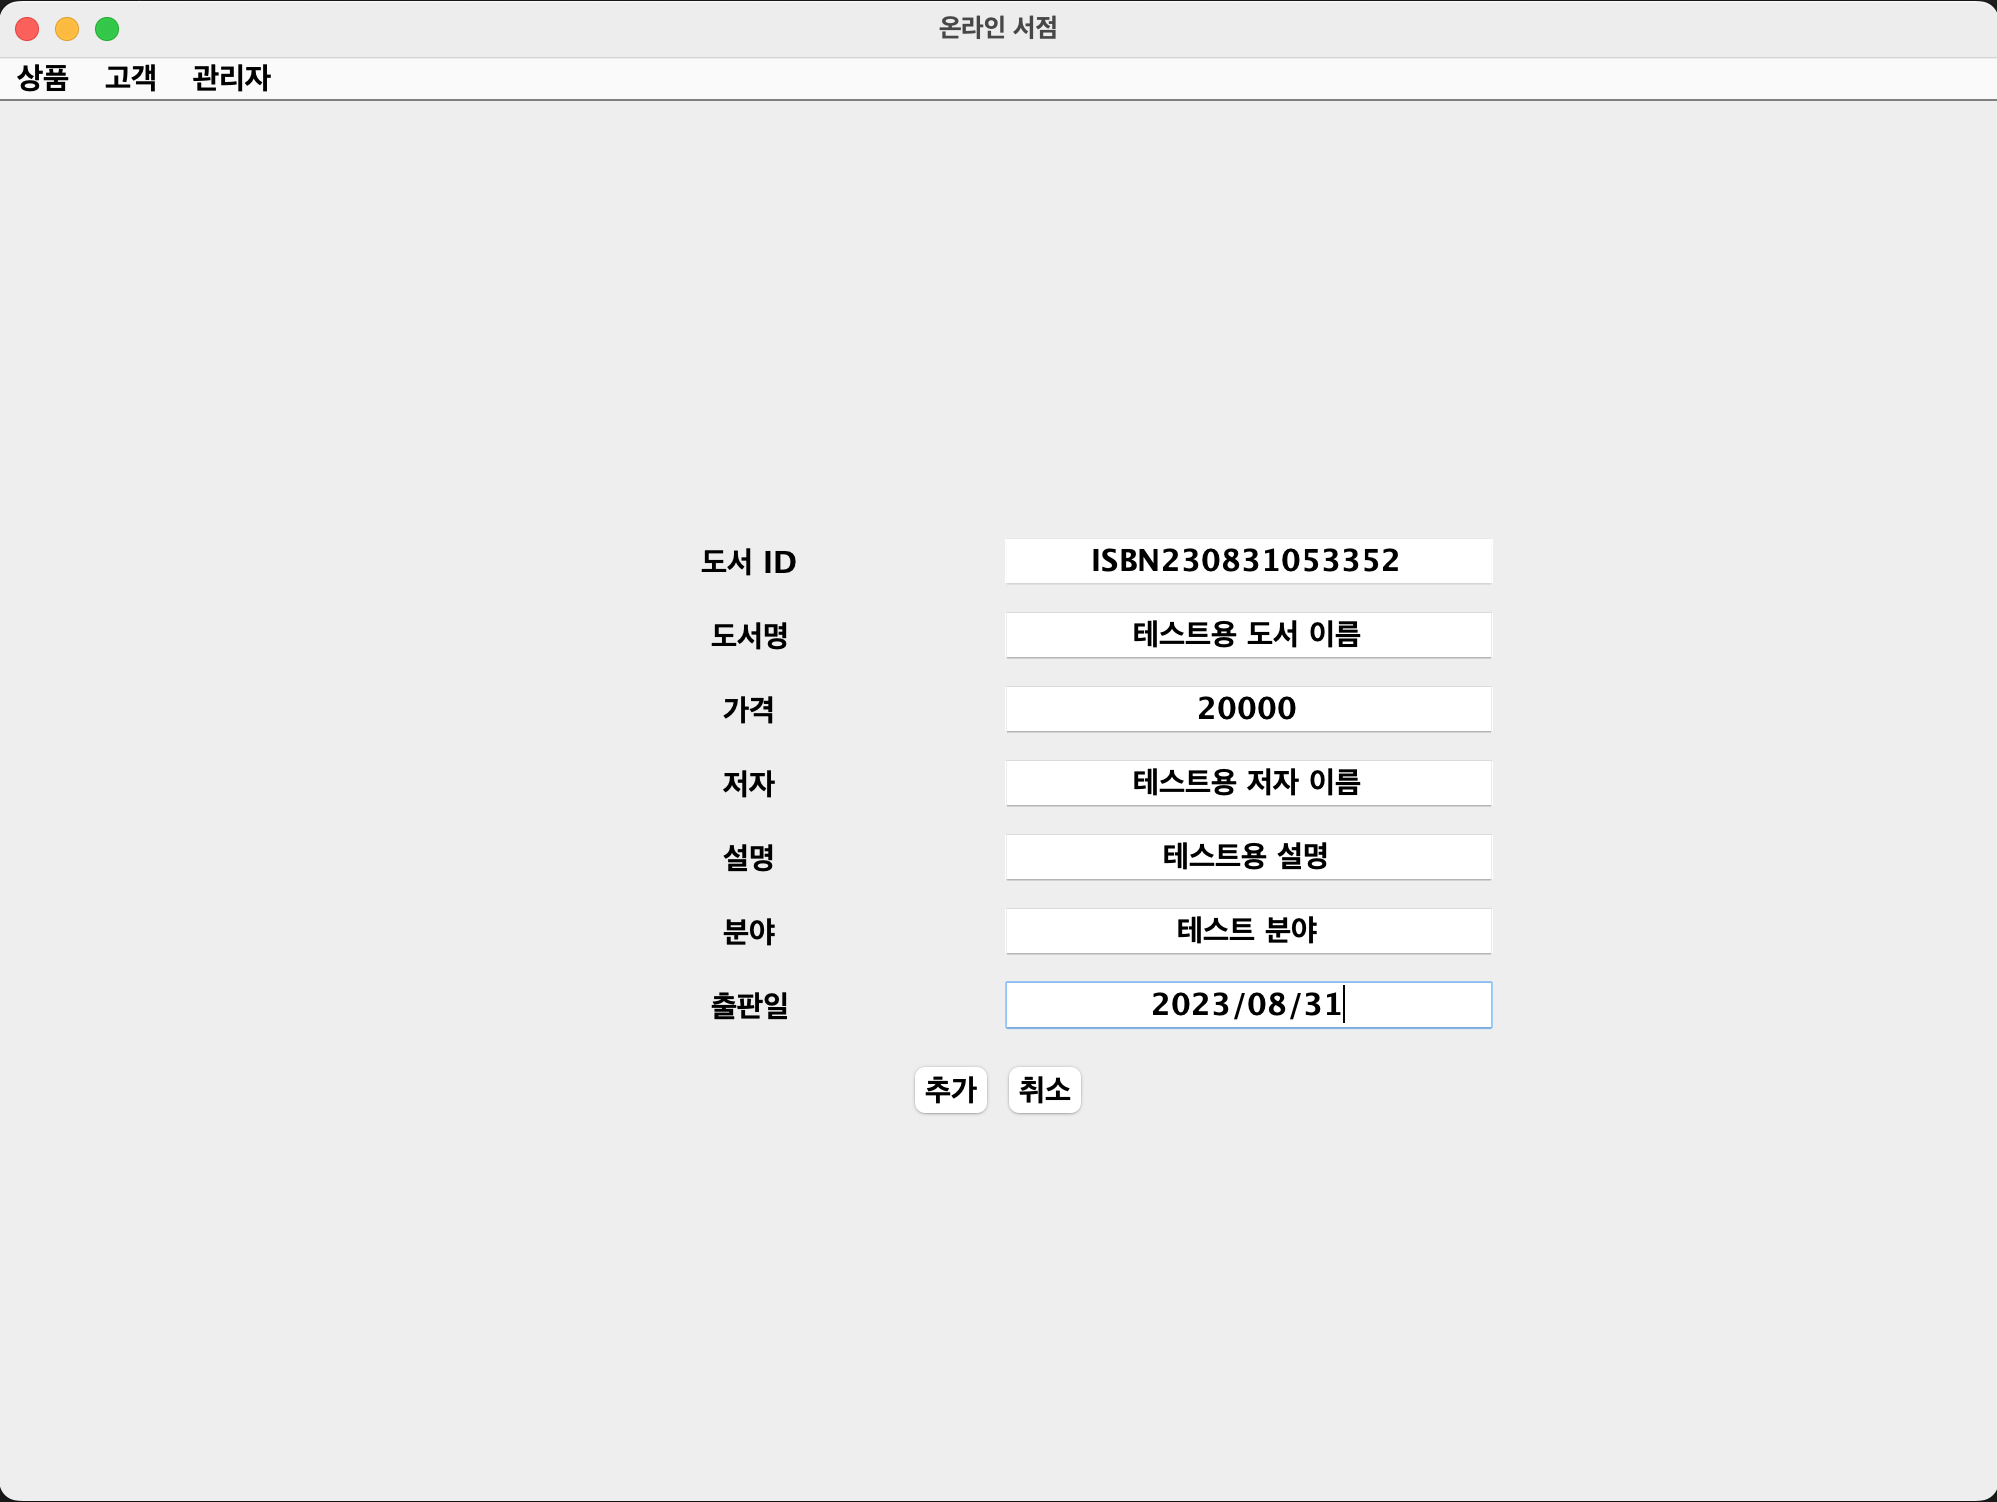 온라인 서점
상품 고객 관리자
도서 ID ISBN230831053352
도서명 테스트용 도서 이름
가격 20000
저자 테스트용 저자 이름
설명 테스트용 설명
분야 테스트 분야
출판일 2023/08/31
추가 취소